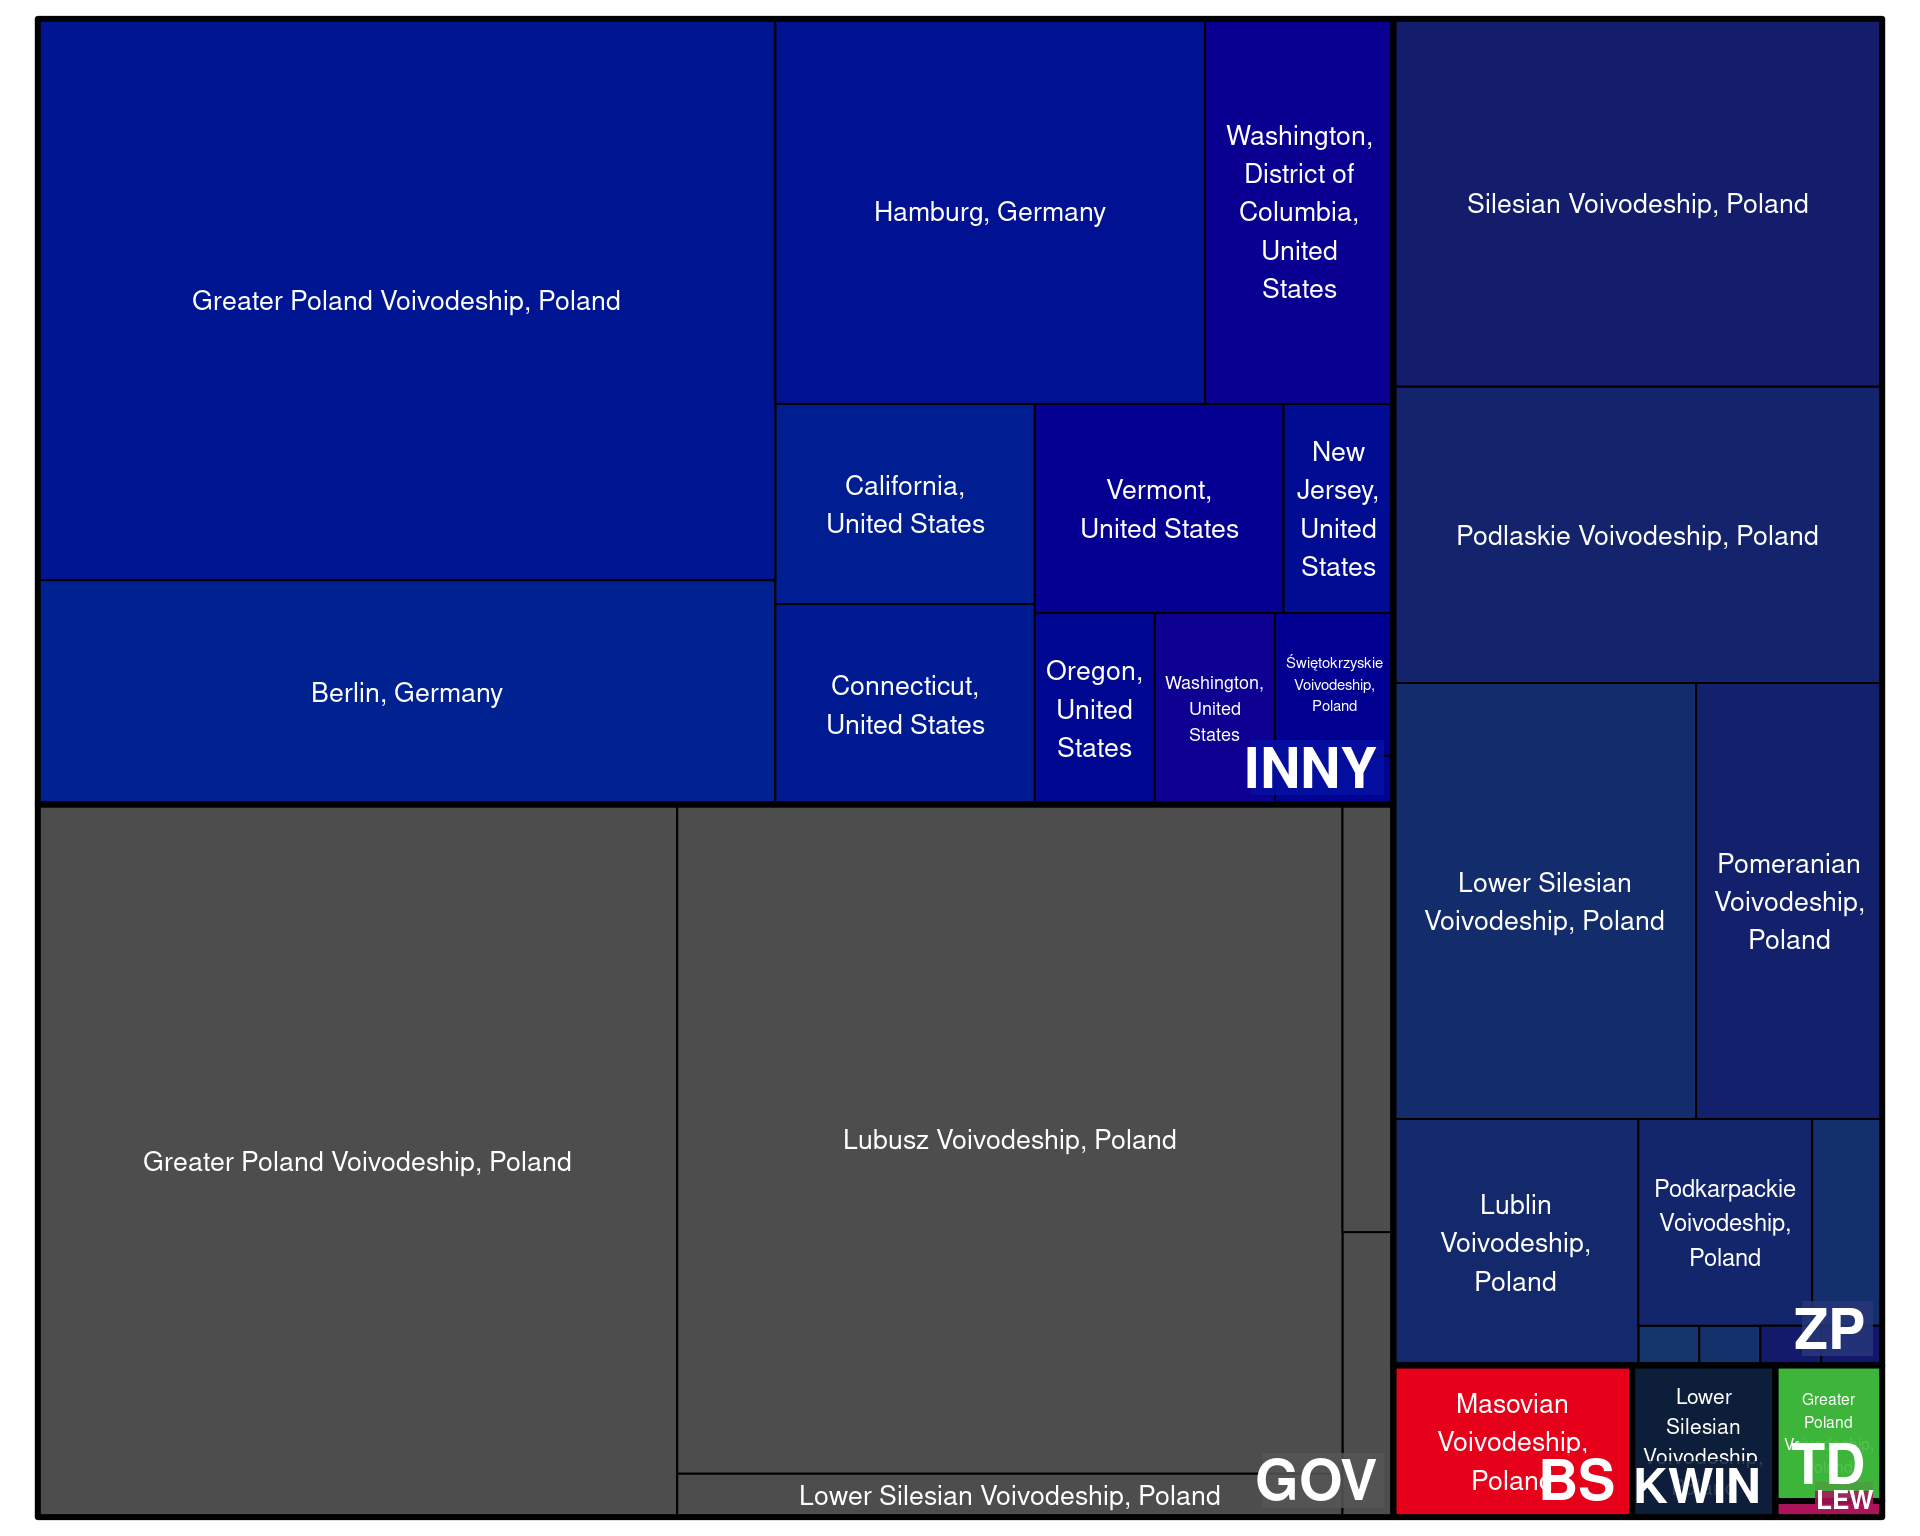 Greater Poland Voivodeship, Poland
Berlin, Germany
Hamburg, Germany
Washington,
District of
Columbia,
United
States
California,
United States
Connecticut,
United States
Vermont,
United States
New
Jersey,
United
States
Oregon,
United
States
Washington,
United
States
Świętokrzyskie
Voivodeship,
Poland
INNY
Greater Poland Voivodeship, Poland
Lubusz Voivodeship, Poland
Lower Silesian Voivodeship, Poland
GOV
Silesian Voivodeship, Poland
Podlaskie Voivodeship, Poland
Lower Silesian
Voivodeship, Poland
Pomeranian
Voivodeship,
Poland
Lublin
Voivodeship,
Poland
Podkarpackie
Voivodeship,
Poland
ZP
Masovian
Voivodeship,
Poland
BS
Lower
Silesian
Voivodeship,
KWIN
Greater
Poland
TD
LEW